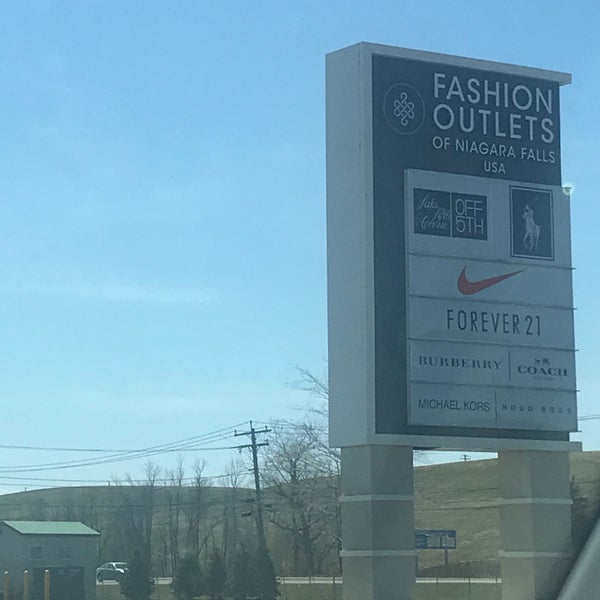 FASHION
OUTLETS
OF NIAGARA FALLS
USA
Saks Fifth Avenue OFF 5TH
FOREVER 21
BURBERRY COACH
MICHAEL KORS HUGO BOSS